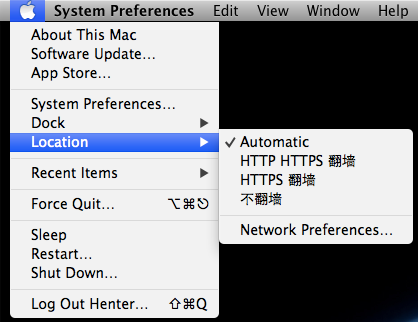 System Preferences Edit View Window Help
About This Mac
Software Update...
App Store...
System Preferences...
Dock
Location
Recent Items
Force Quit... ⌥⌘⎋
Sleep
Restart...
Shut Down...
Log Out Henter... ⇧⌘Q
✓ Automatic
HTTP HTTPS 翻墙
HTTPS 翻墙
不翻墙
Network Preferences...